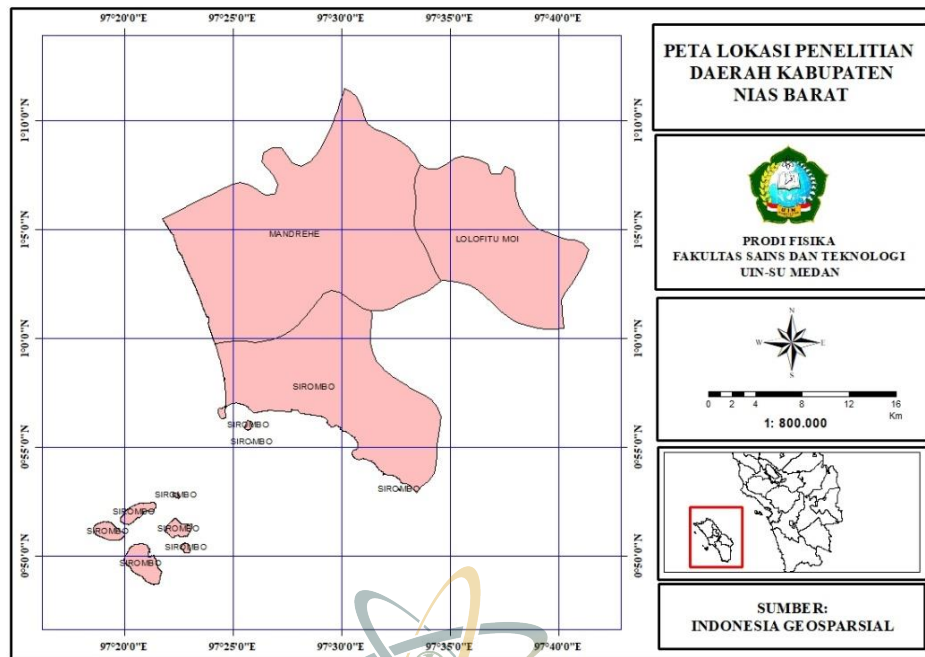 97°20'0"N 97°25'0"N 97°30'0"N 97°35'0"N 97°40'0"N
1°10'0"N 1°10'0"N
1°5'0"N 1°5'0"N
1°0'0"N 1°0'0"N
0°55'0"N 0°55'0"N
0°50'0"N 0°50'0"N
MANDREHE
LOLOFITU MOI
SIROMBO
SIROMBO
SIROMBO
SIROMBO
SIROMBO
SIROMBO
SIROMBO
SIROMBO
SIROMBO
SIROMBO
97°20'0"N 97°25'0"N 97°30'0"N 97°35'0"N 97°40'0"N
PETA LOKASI PENELITIAN
DAERAH KABUPATEN
NIAS BARAT
PRODI FISIKA
FAKULTAS SAINS DAN TEKNOLOGI
UIN-SU MEDAN
N
W E
S
0 2 4 8 12 16
Km
1: 800.000
SUMBER:
INDONESIA GEOSPARSIAL